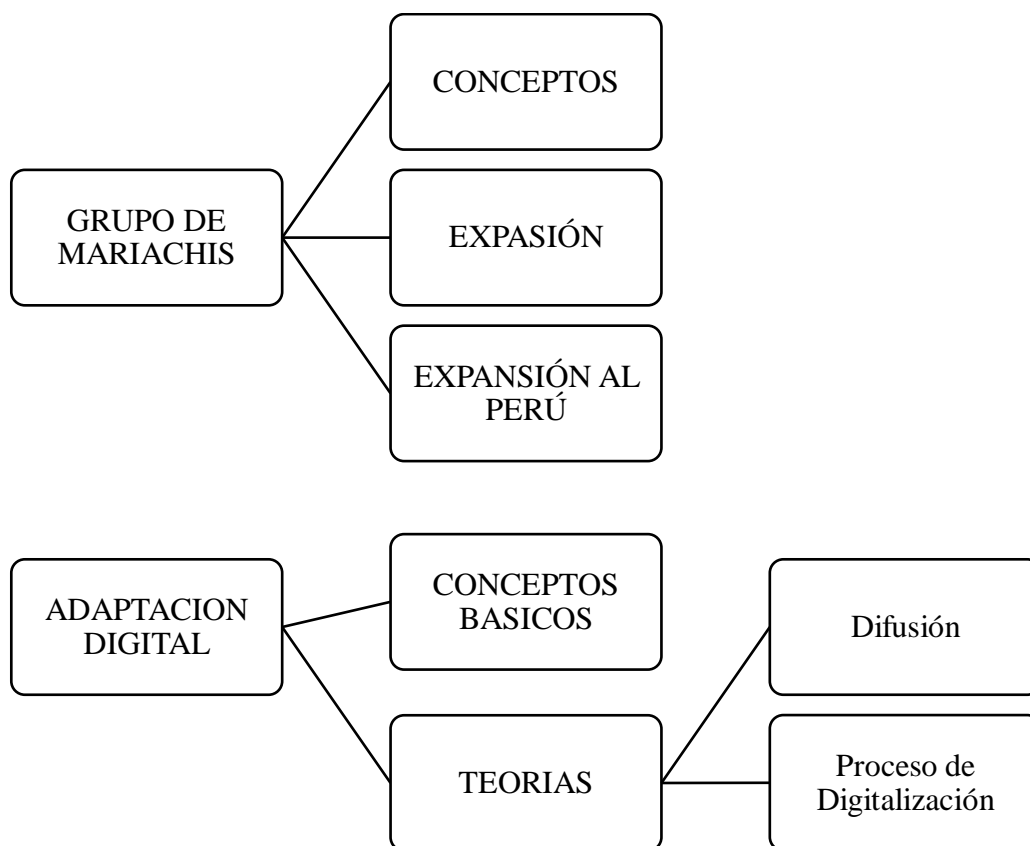 CONCEPTOS
GRUPO DE
MARIACHIS
EXPASIÓN
EXPANSIÓN AL
PERÚ
ADAPTACION
DIGITAL
CONCEPTOS
BASICOS
TEORIAS
Difusión
Proceso de
Digitalización